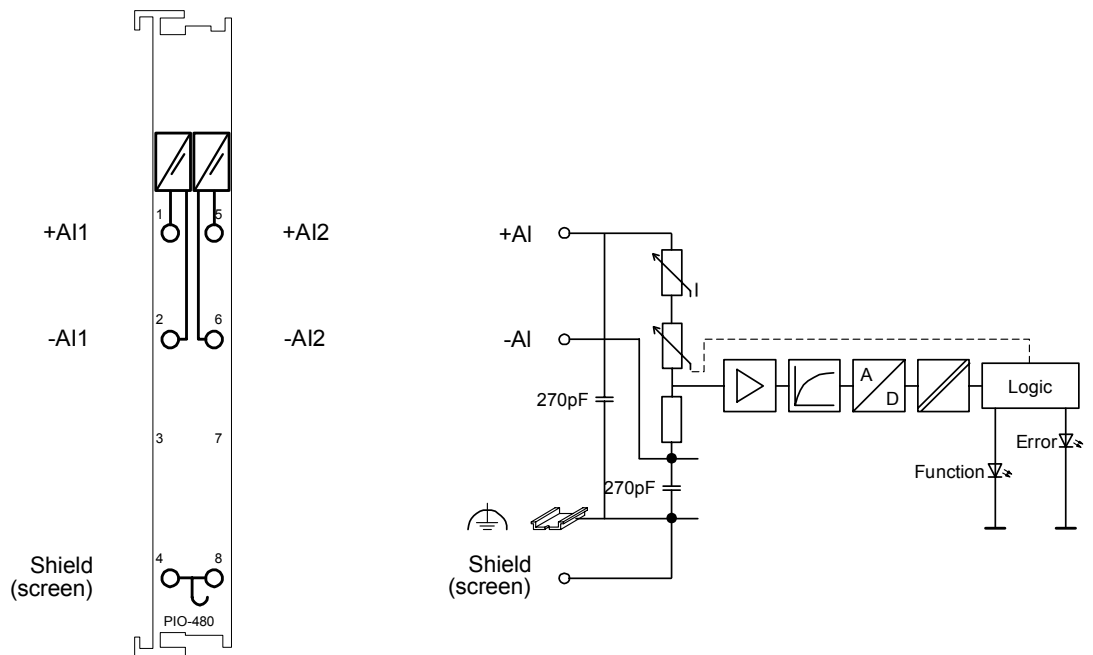 1
5
+AI1
+AI2
2
6
-AI1
-AI2
3
7
4
8
Shield
(screen)
PIO-480
+AI
I
-AI
270pF
A
D
Logic
Error
Function
270pF
Shield
(screen)